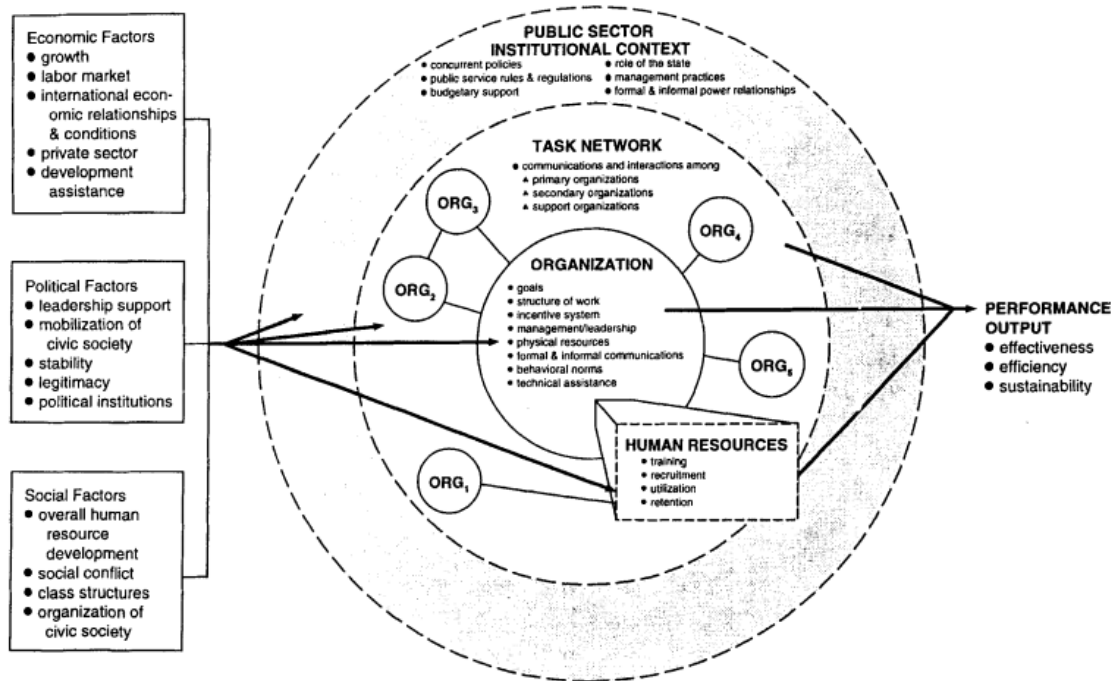 Economic Factors
● growth
● labor market
● international econ-
omic relationships
& conditions
● private sector
● development
assistance
Political Factors
● leadership support
● mobilization of
civic society
● stability
● legitimacy
● political institutions
Social Factors
● overall human
resource
development
● social conflict
● class structures
● organization of
civic society
PUBLIC SECTOR
INSTITUTIONAL CONTEXT
● concurrent policies
● public service rules & regulations
● budgetary support
● role of the state
● management practices
● formal & informal power relationships
TASK NETWORK
● communications and interactions among
▲ primary organizations
▲ secondary organizations
▲ support organizations
ORG3
ORG2
ORG4
ORG5
ORG1
ORGANIZATION
● goals
● structure of work
● incentive system
● management/leadership
● physical resources
● formal & informal communications
● behavioral norms
● technical assistance
HUMAN RESOURCES
● training
● recruitment
● utilization
● retention
PERFORMANCE
OUTPUT
● effectiveness
● efficiency
● sustainability